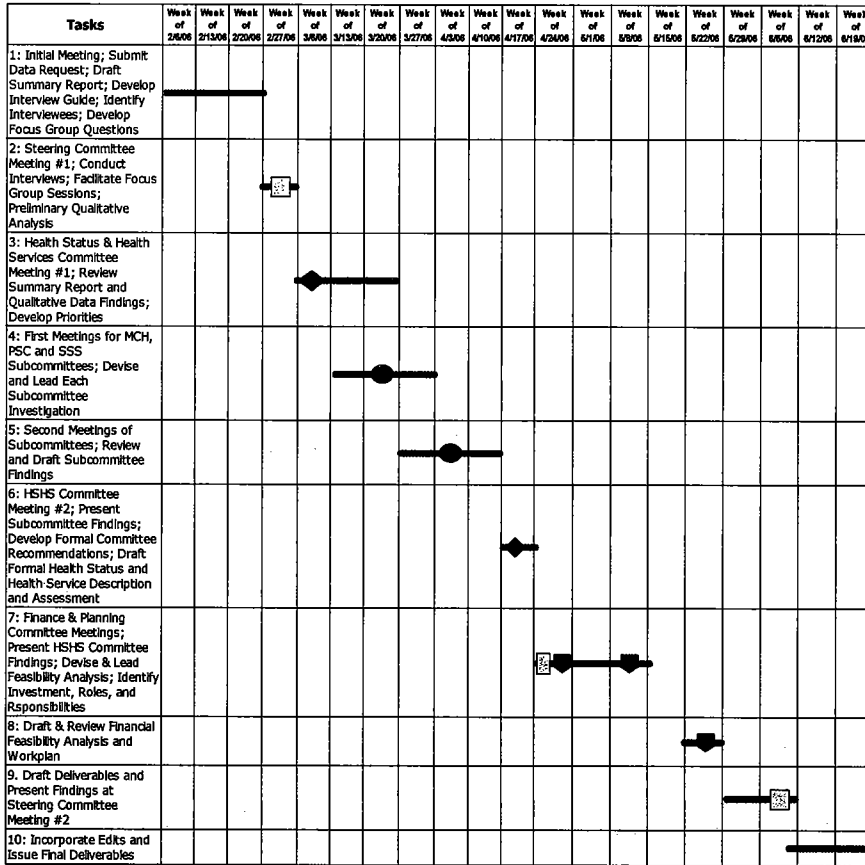 Tasks
Week of 2/6/06
Week of 2/13/06
Week of 2/20/06
Week of 2/27/06
Week of 3/6/06
Week of 3/13/06
Week of 3/20/06
Week of 3/27/06
Week of 4/3/06
Week of 4/10/06
Week of 4/17/06
Week of 4/24/06
Week of 5/1/06
Week of 5/8/06
Week of 5/15/06
Week of 5/22/06
Week of 5/29/06
Week of 6/5/06
Week of 6/12/06
Week of 6/19/0
1: Initial Meeting; Submit
Data Request; Draft
Summary Report; Develop
Interview Guide; Identify
Interviewees; Develop
Focus Group Questions
2: Steering Committee
Meeting #1; Conduct
Interviews; Facilitate Focus
Group Sessions;
Preliminary Qualitative
Analysis
3: Health Status & Health
Services Committee
Meeting #1; Review
Summary Report and
Qualitative Data Findings;
Develop Priorities
4: First Meetings for MCH,
PSC and SSS
Subcommittees; Devise
and Lead Each
Subcommittee
Investigation
5: Second Meetings of
Subcommittees; Review
and Draft Subcommittee
Findings
6: HSHS Committee
Meeting #2; Present
Subcommittee Findings;
Develop Formal Committee
Recommendations; Draft
Formal Health Status and
Health Service Description
and Assessment
7: Finance & Planning
Committee Meetings;
Present HSHS Committee
Findings; Devise & Lead
Feasibility Analysis; Identify
Investment, Roles, and
Rsponsibilities
8: Draft & Review Financial
Feasibility Analysis and
Workplan
9. Draft Deliverables and
Present Findings at
Steering Committee
Meeting #2
10: Incorporate Edits and
Issue Final Deliverables